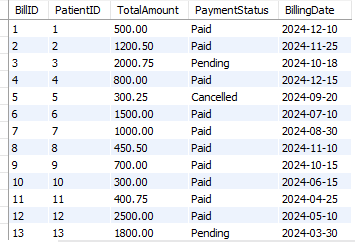 BillID PatientID TotalAmount PaymentStatus BillingDate
1 1 500.00 Paid 2024-12-10
2 2 1200.50 Paid 2024-11-25
3 3 2000.75 Pending 2024-10-18
4 4 800.00 Paid 2024-12-15
5 5 300.25 Cancelled 2024-09-20
6 6 1500.00 Paid 2024-07-10
7 7 1000.00 Paid 2024-08-30
8 8 450.50 Paid 2024-11-10
9 9 700.00 Paid 2024-10-15
10 10 300.00 Paid 2024-06-15
11 11 400.75 Paid 2024-04-25
12 12 2500.00 Paid 2024-05-10
13 13 1800.00 Pending 2024-03-30